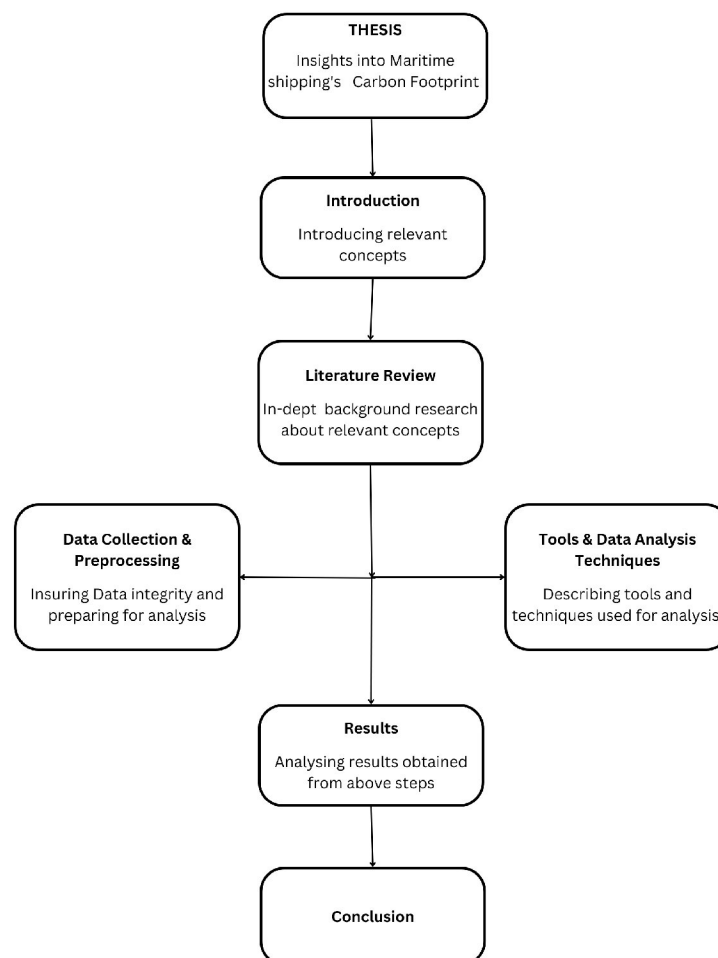 THESIS
Insights into Maritime
shipping's Carbon Footprint
Introduction
Introducing relevant
concepts
Literature Review
In-dept background research
about relevant concepts
Data Collection &
Preprocessing
Insuring Data integrity and
preparing for analysis
Tools & Data Analysis
Techniques
Describing tools and
techniques used for analysis
Results
Analysing results obtained
from above steps
Conclusion